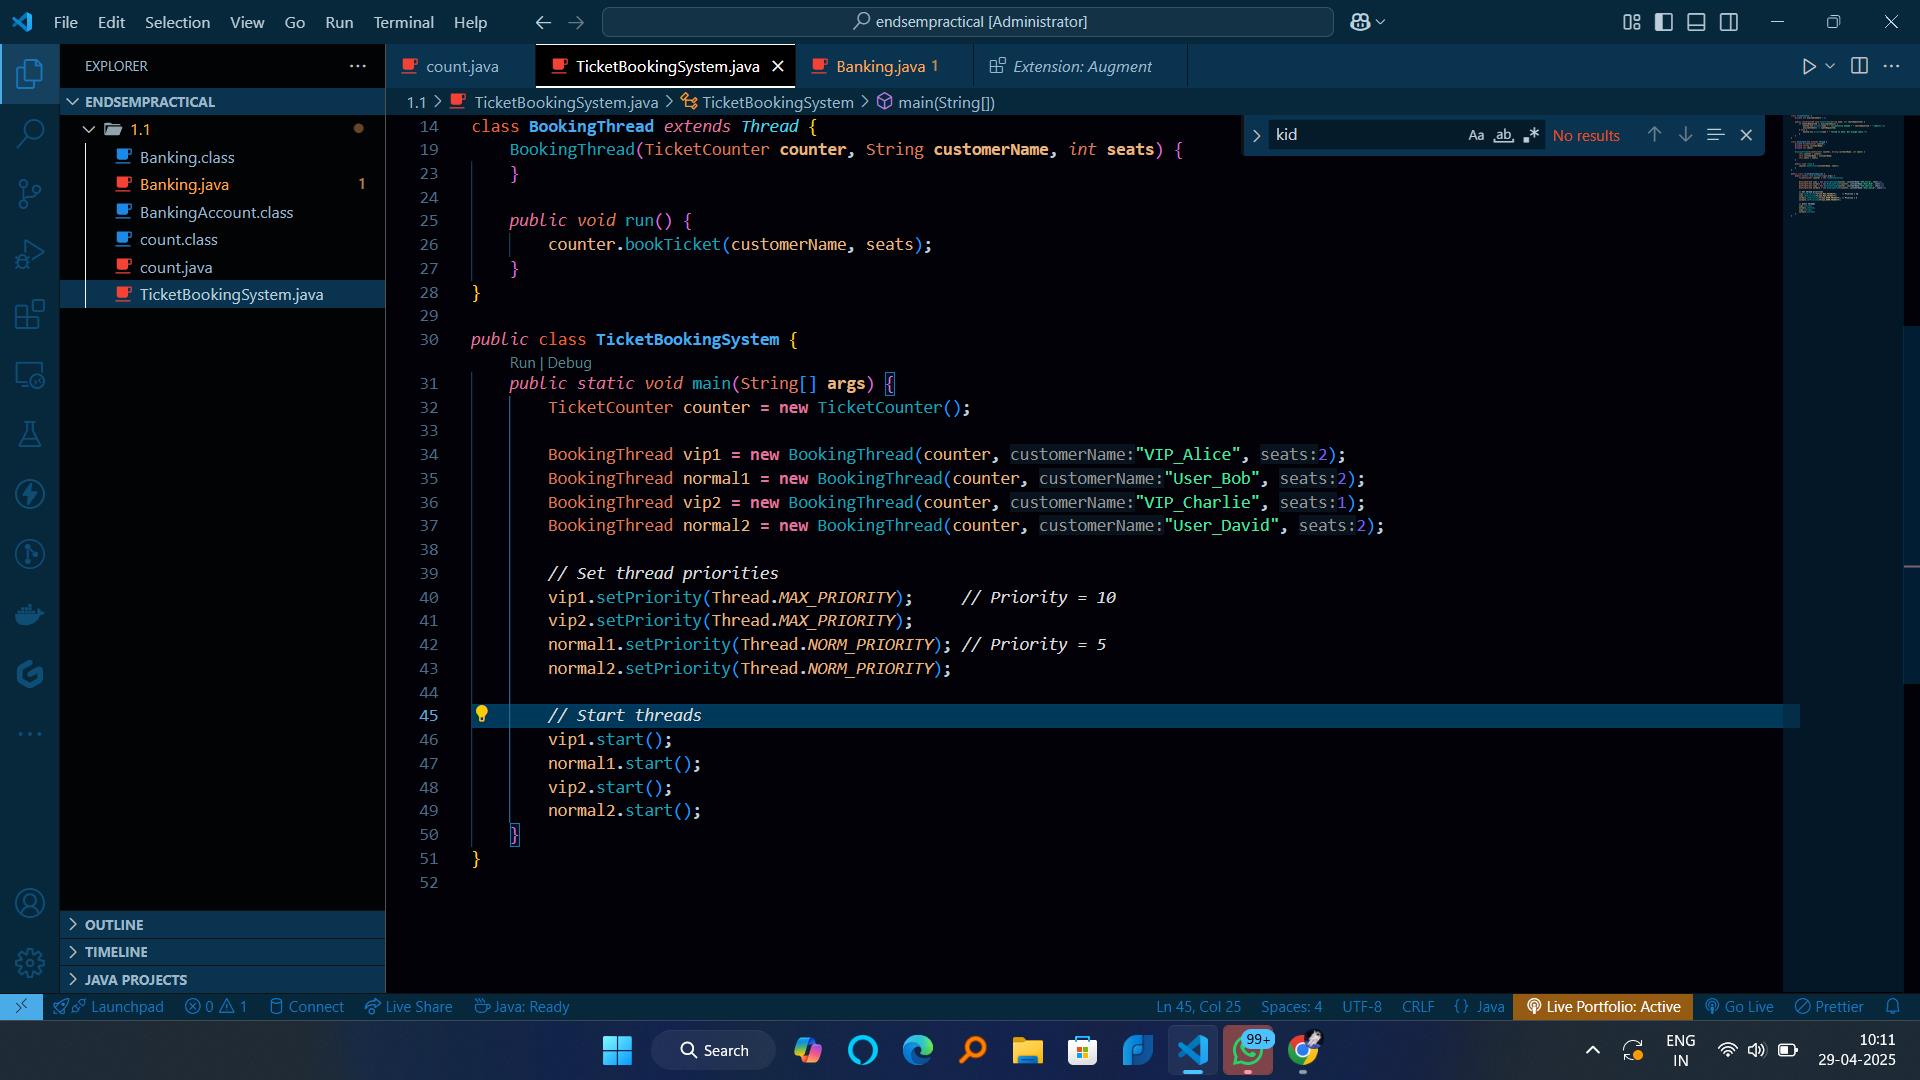 File Edit Selection View Go Run Terminal Help
endsempractical [Administrator]
EXPLORER
ENDSEMPRACTICAL
1.1
Banking.class
Banking.java 1
BankingAccount.class
count.class
count.java
TicketBookingSystem.java
OUTLINE
TIMELINE
JAVA PROJECTS
count.java
TicketBookingSystem.java
Banking.java 1
Extension: Augment
1.1 > TicketBookingSystem.java > TicketBookingSystem > main(String[])
kid
Aa ab .* No results
14 class BookingThread extends Thread {
19 BookingThread(TicketCounter counter, String customerName, int seats) {
23 }
24
25 public void run() {
26 counter.bookTicket(customerName, seats);
27 }
28 }
29
30 public class TicketBookingSystem {
Run | Debug
31 public static void main(String[] args) {
32 TicketCounter counter = new TicketCounter();
33
34 BookingThread vip1 = new BookingThread(counter, customerName:"VIP_Alice", seats:2);
35 BookingThread normal1 = new BookingThread(counter, customerName:"User_Bob", seats:2);
36 BookingThread vip2 = new BookingThread(counter, customerName:"VIP_Charlie", seats:1);
37 BookingThread normal2 = new BookingThread(counter, customerName:"User_David", seats:2);
38
39 // Set thread priorities
40 vip1.setPriority(Thread.MAX_PRIORITY); // Priority = 10
41 vip2.setPriority(Thread.MAX_PRIORITY);
42 normal1.setPriority(Thread.NORM_PRIORITY); // Priority = 5
43 normal2.setPriority(Thread.NORM_PRIORITY);
44
45 // Start threads
46 vip1.start();
47 normal1.start();
48 vip2.start();
49 normal2.start();
50 }
51 }
52
Launchpad 0 1 Connect Live Share Java: Ready
Ln 45, Col 25 Spaces: 4 UTF-8 CRLF {} Java Live Portfolio: Active Go Live Prettier
Search
99+
ENG
IN
10:11
29-04-2025